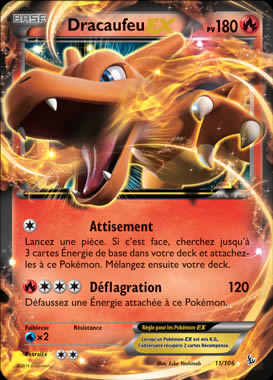 BASE
Dracaufeu EX PV180
Attisement
Lancez une pièce. Si c'est face, cherchez jusqu'à
3 cartes Énergie de base dans votre deck et attachez-
les à ce Pokémon. Mélangez ensuite votre deck.
Déflagration 120
Défaussez une Énergie attachée à ce Pokémon.
Faiblesse Résistance
×2
Retraite
Règle pour les Pokémon-EX
Lorsqu'un Pokémon-EX est mis K.O.,
l'adversaire récupère 2 cartes Récompense.
Illus. Eske Yoshinob
11/106